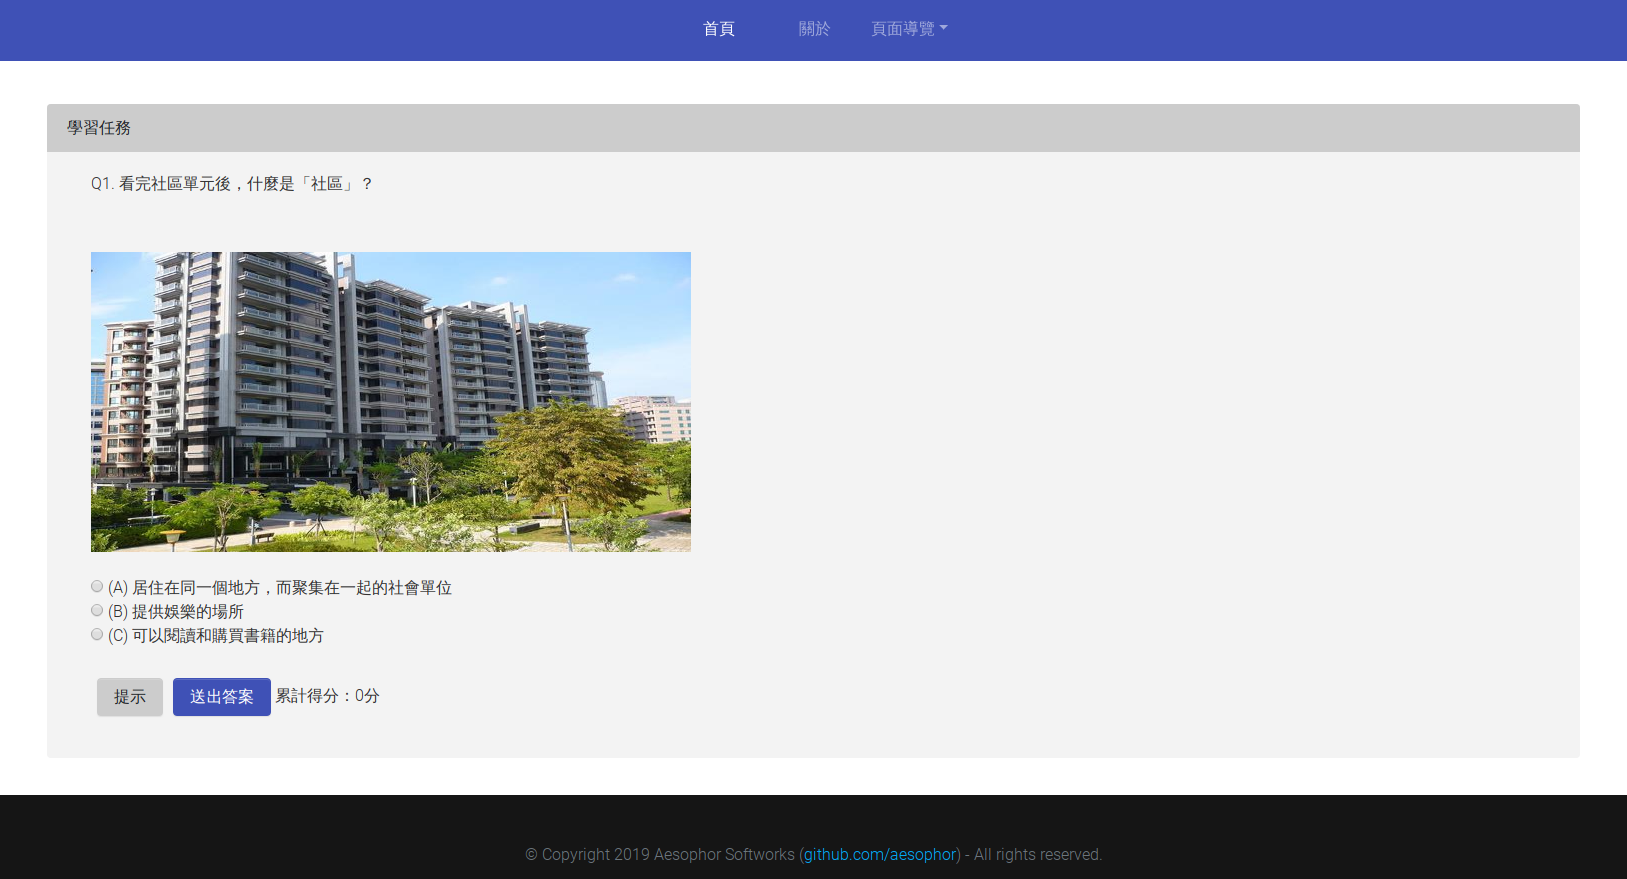 首頁 關於 頁面導覽
學習任務
Q1. 看完社區單元後，什麼是「社區」？
(A) 居住在同一個地方，而聚集在一起的社會單位
(B) 提供娛樂的場所
(C) 可以閱讀和購買書籍的地方
提示 送出答案 累計得分：0分
© Copyright 2019 Aesophor Softworks (github.com/aesophor) - All rights reserved.